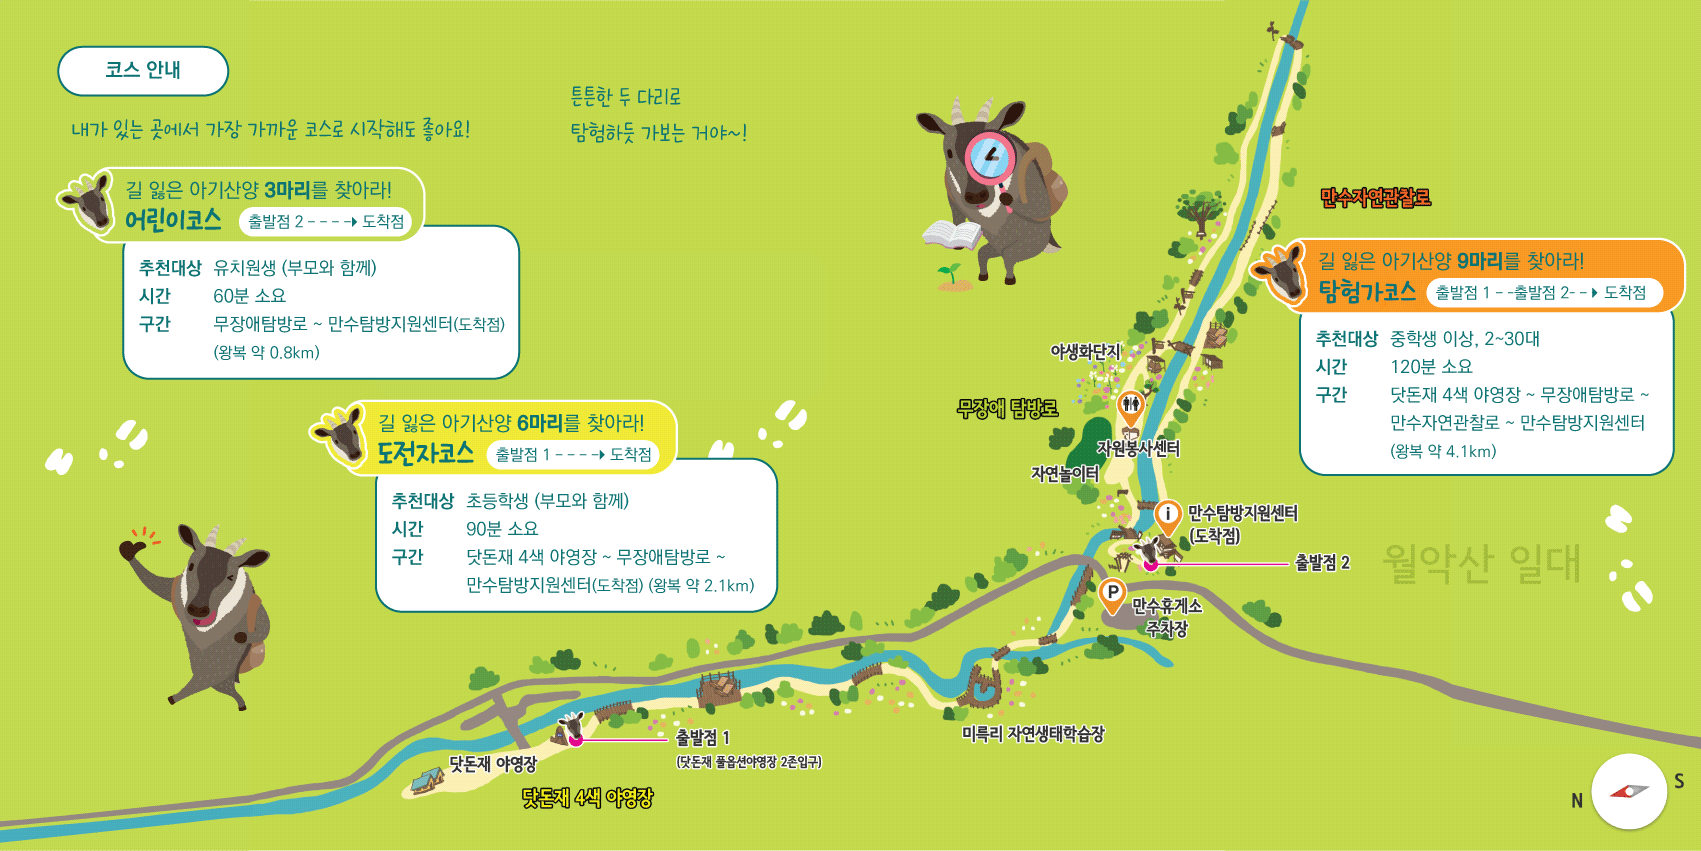 코스 안내
내가 있는 곳에서 가장 가까운 코스로 시작해도 좋아요!
튼튼한 두 다리로
탐험하듯 가보는 거야~!
길 잃은 아기산양 3마리를 찾아라!
어린이코스 출발점 2 - - - - 도착점
추천대상 유치원생 (부모와 함께)
시간 60분 소요
구간 무장애탐방로 ~ 만수탐방지원센터(도착점)
(왕복 약 0.8km)
길 잃은 아기산양 6마리를 찾아라!
도전자코스 출발점 1 - - - - 도착점
추천대상 초등학생 (부모와 함께)
시간 90분 소요
구간 닷돈재 4색 야영장 ~ 무장애탐방로 ~
만수탐방지원센터(도착점) (왕복 약 2.1km)
만수자연관찰로
길 잃은 아기산양 9마리를 찾아라!
탐험가코스 출발점 1 - -출발점 2- - 도착점
추천대상 중학생 이상, 2~30대
시간 120분 소요
구간 닷돈재 4색 야영장 ~ 무장애탐방로 ~
만수자연관찰로 ~ 만수탐방지원센터
(왕복 약 4.1km)
야생화단지
무장애 탐방로
자원봉사센터
자연놀이터
i
만수탐방지원센터
(도착점)
출발점 2
월악산 일대
P
만수휴게소
주차장
미륵리 자연생태학습장
출발점 1
(닷돈재 풀옵션야영장 2존입구)
닷돈재 야영장
닷돈재 4색 야영장
N
S